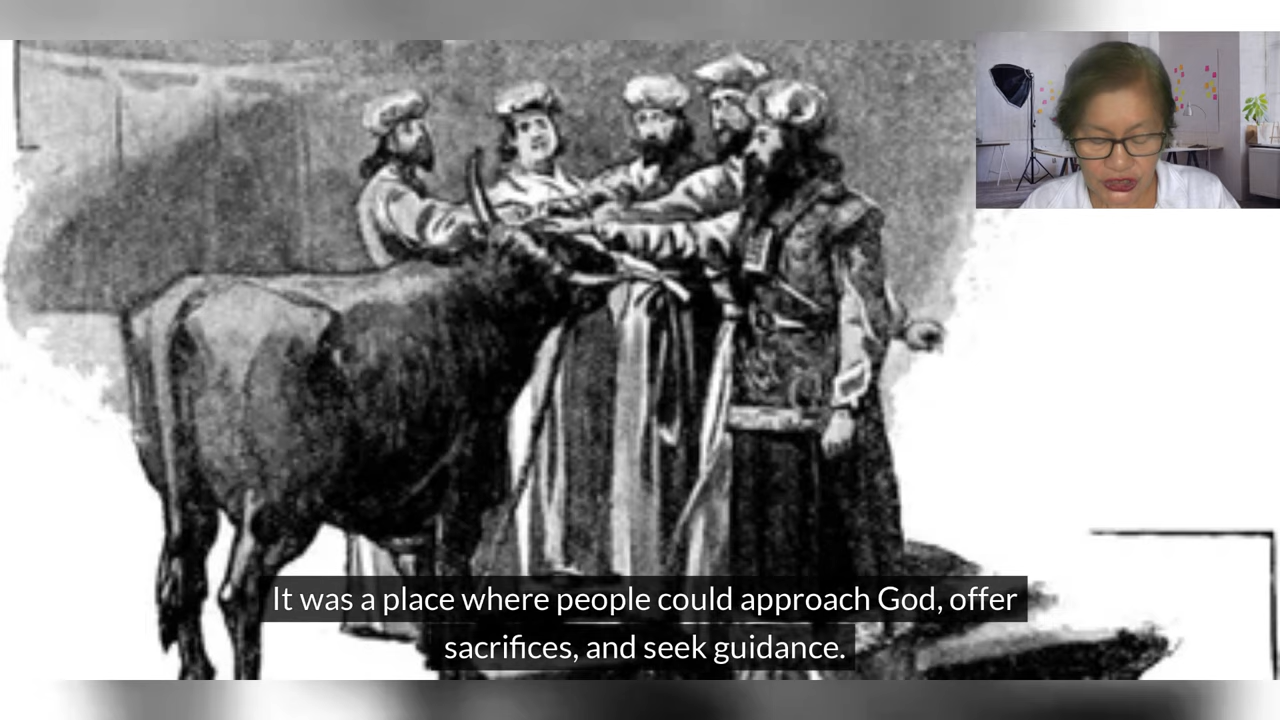 It was a place where people could approach God, offer
sacrifices, and seek guidance.